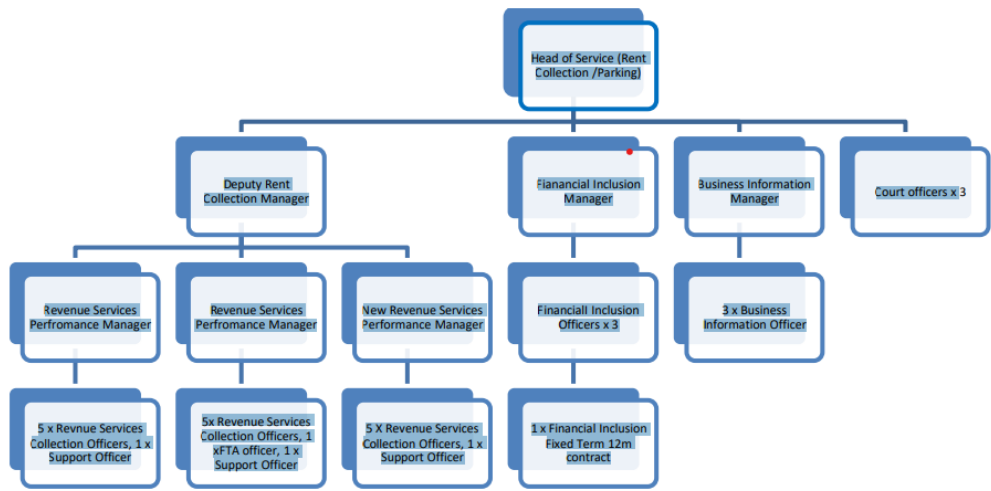 Head of Service (Rent
Collection /Parking)
Deputy Rent
Collection Manager
Fianancial Inclusion
Manager
Business Information
Manager
Court officers x 3
Revenue Services
Perfromance Manager
Revenue Services
Perfromance Manager
New Revenue Services
Performance Manager
Financiall Inclusion
Officers x 3
3 x Business
Information Officer
5 x Revnue Services
Collection Officers, 1 x
Support Officer
5x Revenue Services
Collection Officers, 1
xFTA officer, 1 x
Support Officer
5 X Revenue Services
Collection Officers, 1 x
Support Officer
1 x Financial Inclusion
Fixed Term 12m
contract